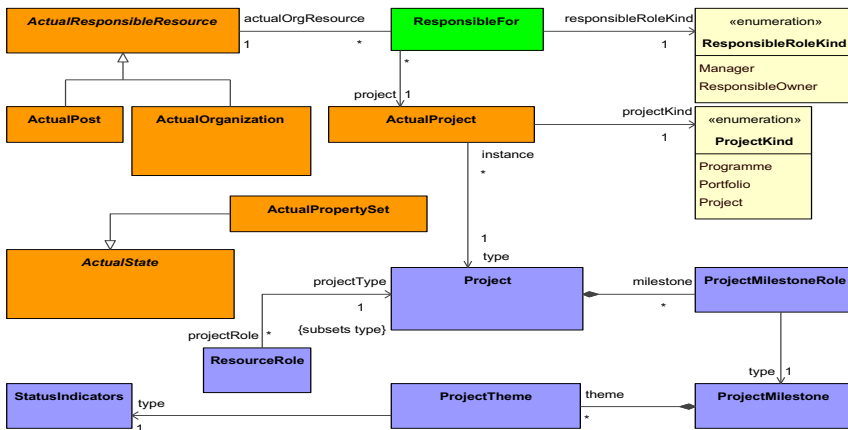 ActualResponsibleResource
actualOrgResource
1
*
ResponsibleFor
responsibleRoleKind
1
«enumeration»
ResponsibleRoleKind
Manager
ResponsibleOwner
*
project
1
ActualPost
ActualOrganization
ActualProject
projectKind
1
«enumeration»
ProjectKind
Programme
Portfolio
Project
instance
*
ActualPropertySet
1
type
ActualState
projectType
1
{subsets type}
Project
milestone
*
ProjectMilestoneRole
projectRole
*
ResourceRole
type
1
StatusIndicators
type
1
ProjectTheme
theme
*
ProjectMilestone